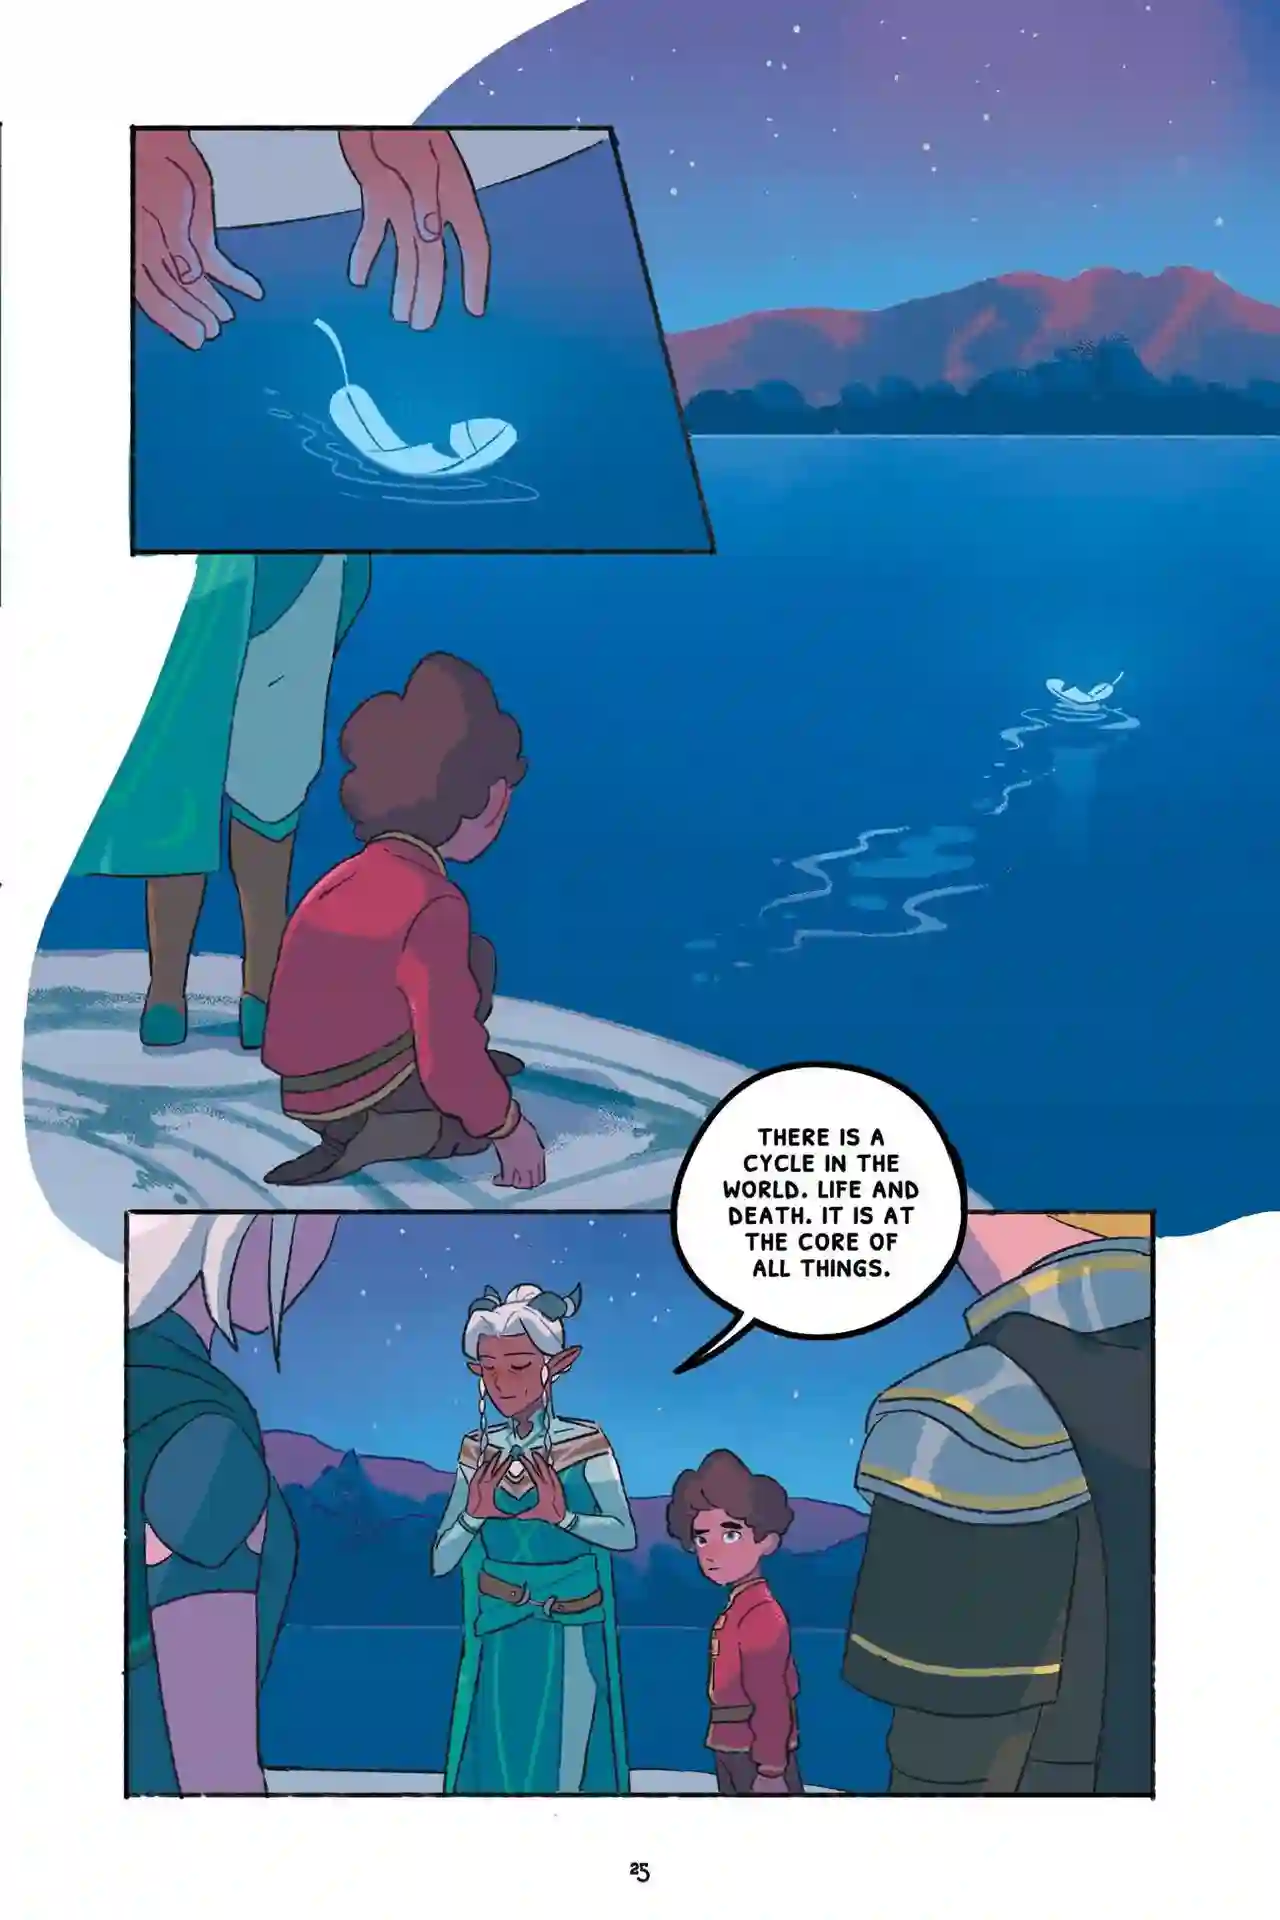 THERE IS A
CYCLE IN THE
WORLD. LIFE AND
DEATH. IT IS AT
THE CORE OF
ALL THINGS.
25